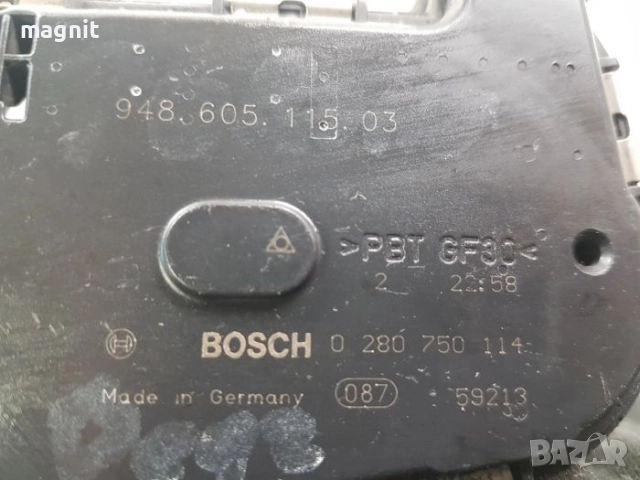 magnit
948.605.115.03
>PBT GF30<
2 22:58
BOSCH 0 280 750 114
Made in Germany 087 59213
BAZAR